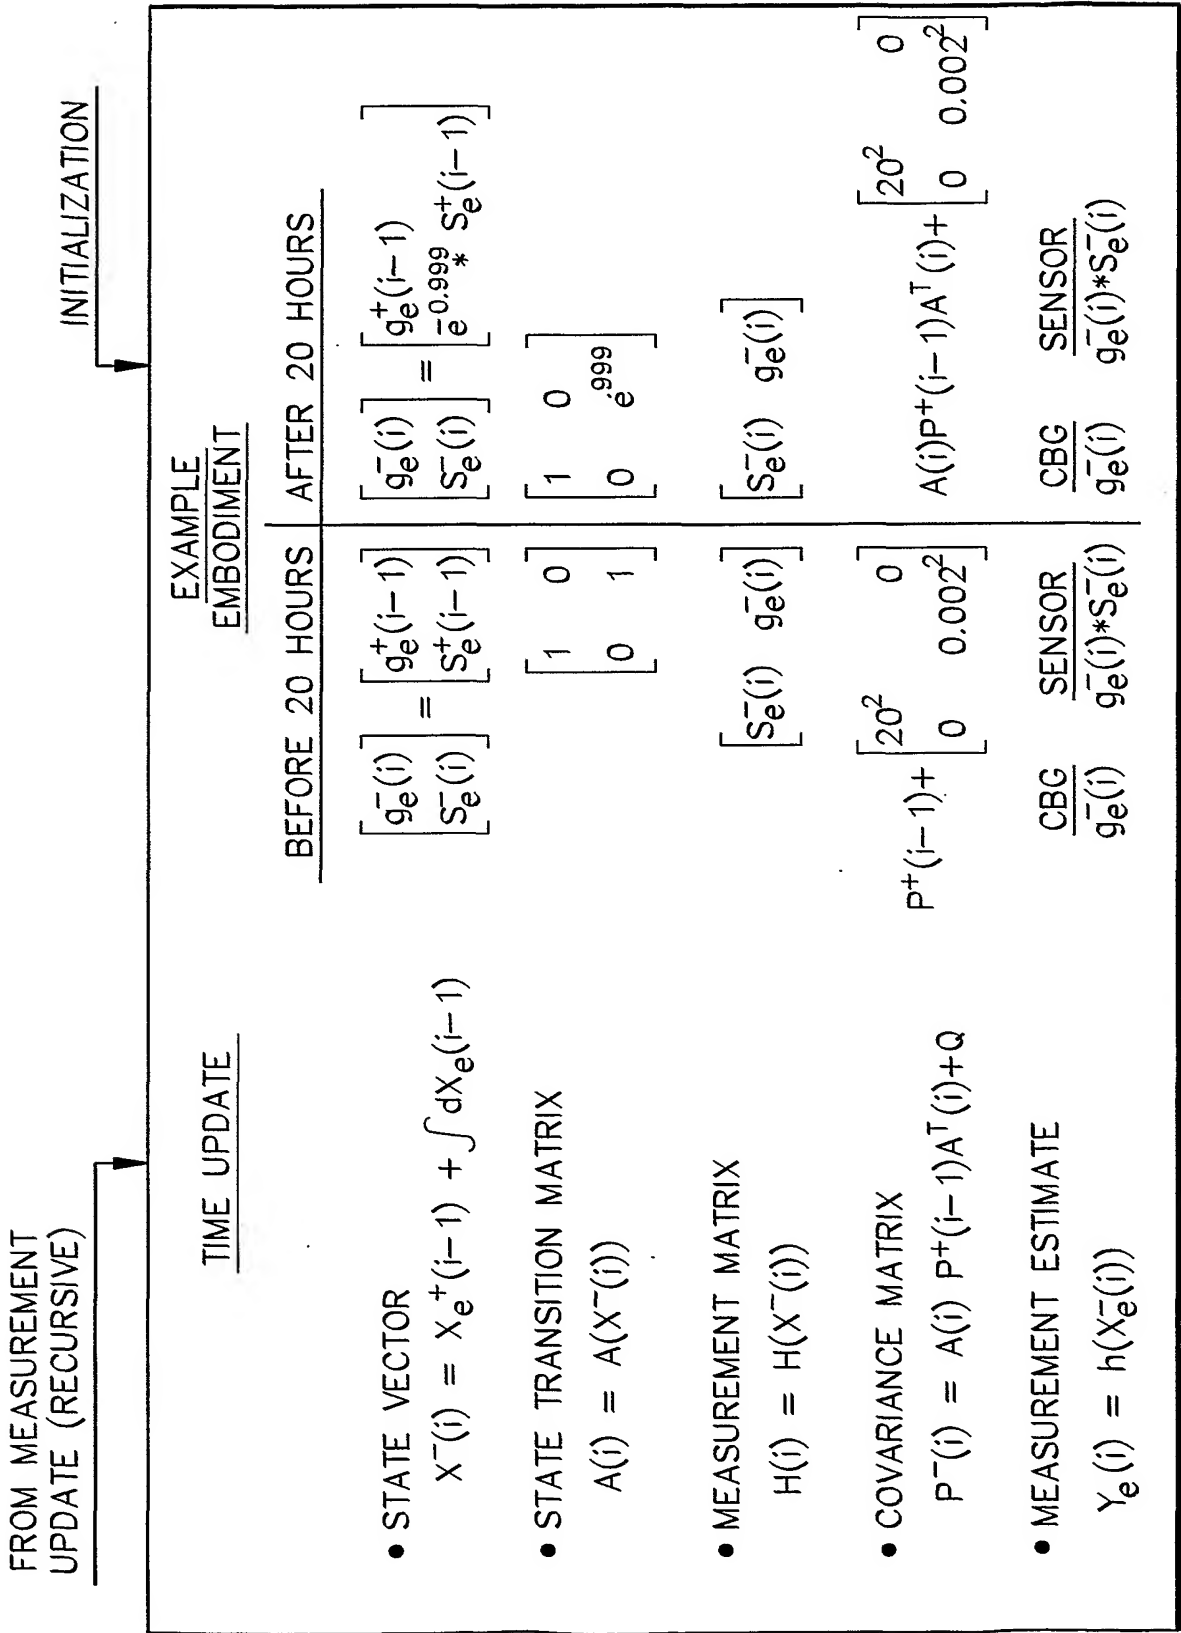 FROM MEASUREMENT
UPDATE (RECURSIVE)
INITIALIZATION
TIME UPDATE
EXAMPLE
EMBODIMENT
BEFORE 20 HOURS
AFTER 20 HOURS
• STATE VECTOR
X⁻(i) = Xₑ⁺(i−1) + ∫dXₑ(i−1)
[gₑ⁻(i) Sₑ⁻(i)] = [gₑ⁺(i−1) Sₑ⁺(i−1)]
[gₑ⁻(i) Sₑ⁻(i)] = [gₑ⁺(i−1) e⁻⁰·⁹⁹⁹ * Sₑ⁺(i−1)]
• STATE TRANSITION MATRIX
A(i) = A(X⁻(i))
[1 0
0 1]
[1 0
0 e^.999]
• MEASUREMENT MATRIX
H(i) = H(X⁻(i))
[Sₑ⁻(i) gₑ⁻(i)]
[Sₑ⁻(i) gₑ⁻(i)]
• COVARIANCE MATRIX
P⁻(i) = A(i) P⁺(i−1)Aᵀ(i)+Q
P⁺(i−1)+ [20² 0
0 0.002²]
A(i)P⁺(i−1)Aᵀ(i)+ [20² 0
0 0.002²]
• MEASUREMENT ESTIMATE
Yₑ(i) = h(Xₑ⁻(i))
CBG SENSOR
gₑ⁻(i) gₑ⁻(i)*Sₑ⁻(i)
CBG SENSOR
gₑ⁻(i) gₑ⁻(i)*Sₑ⁻(i)